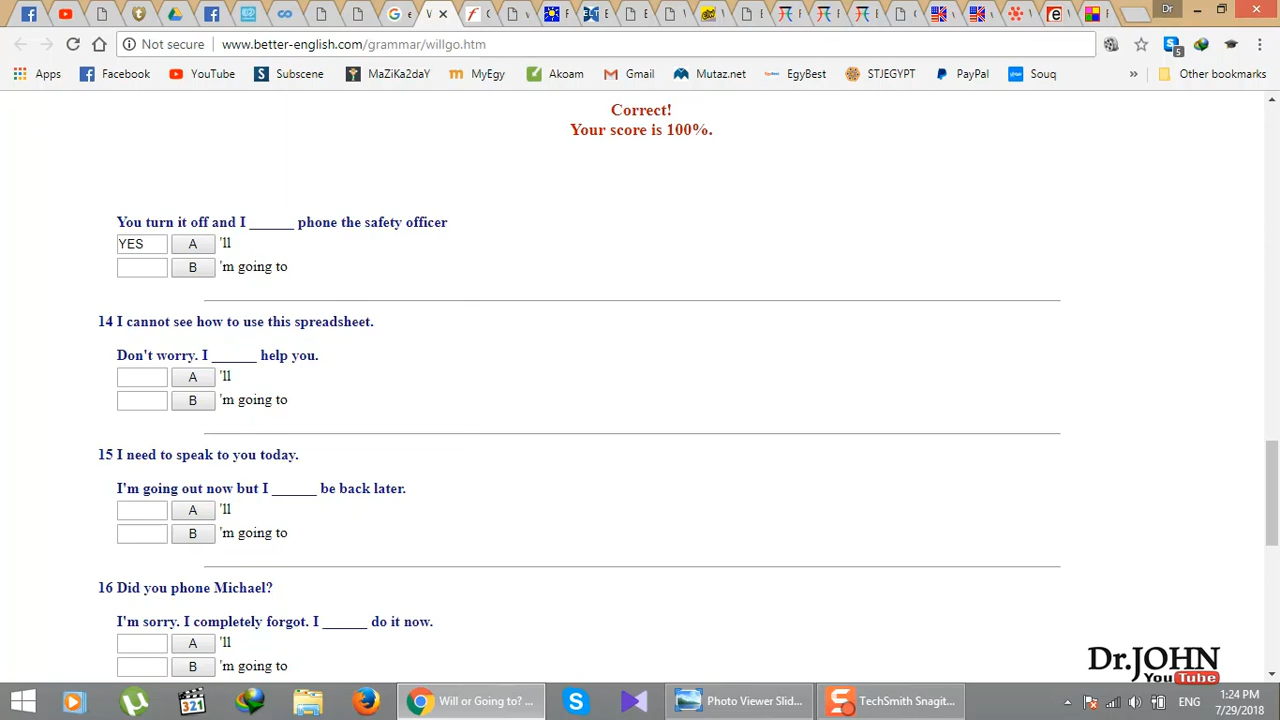 Dr
Not secure | www.better-english.com/grammar/willgo.htm
5
Apps Facebook YouTube Subscene MaZiKa2daY MyEgy Akoam Gmail Mutaz.net EgyBest STJEGYPT PayPal Souq » Other bookmarks
Correct!
Your score is 100%.
You turn it off and I ______ phone the safety officer
YES A 'll
B 'm going to
14 I cannot see how to use this spreadsheet.
Don't worry. I ______ help you.
A 'll
B 'm going to
15 I need to speak to you today.
I'm going out now but I ______ be back later.
A 'll
B 'm going to
16 Did you phone Michael?
I'm sorry. I completely forgot. I ______ do it now.
A 'll
B 'm going to
Dr.JOHN
YouTube
321 Will or Going to? ... Photo Viewer Slid... TechSmith Snagit... ENG 1:24 PM
7/29/2018